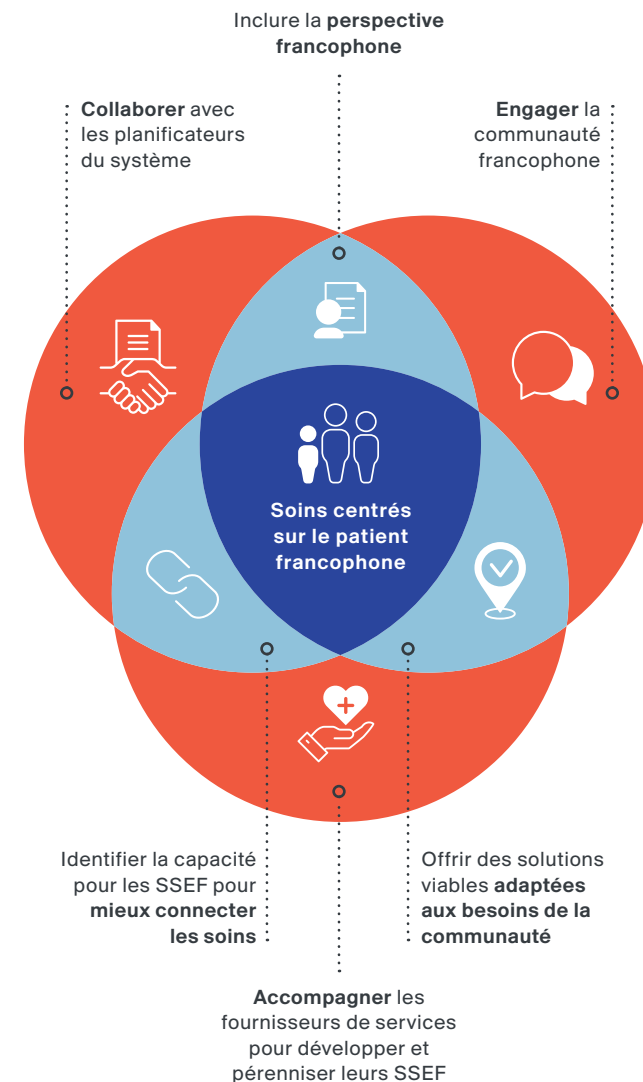 Inclure la perspective
francophone
Collaborer avec
les planificateurs
du système
Engager la
communauté
francophone
Soins centrés
sur le patient
francophone
Identifier la capacité
pour les SSEF pour
mieux connecter
les soins
Offrir des solutions
viables adaptées
aux besoins de la
communauté
Accompagner les
fournisseurs de services
pour développer et
pérenniser leurs SSEF